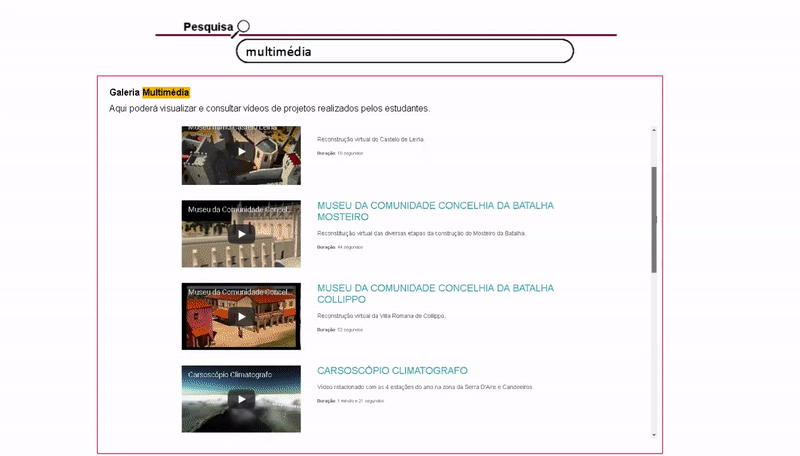 Pesquisa
multimédia
Galeria Multimédia
Aqui poderá visualizar e consultar vídeos de projetos realizados pelos estudantes.
Museu Imimo Castelo Leiria
Reconstrução virtual do Castelo de Leiria.
Duração: 10 segundos
Museu da Comunidade Concel...
MUSEU DA COMUNIDADE CONCELHIA DA BATALHA
MOSTEIRO
Reconstituição virtual das diversas etapas da construção do Mosteiro da Batalha.
Duração: 44 segundos
Museu da Comunidade Concel...
MUSEU DA COMUNIDADE CONCELHIA DA BATALHA
COLLIPPO
Reconstrução virtual da Villa Romana de Collippo.
Duração: 52 segundos
Carsoscópio Climatografo
CARSOSCÓPIO CLIMATOGRAFO
Vídeo relacionado com as 4 estações do ano na zona da Serra D'Aire e Candeeiros.
Duração: 1 minuto e 21 segundos